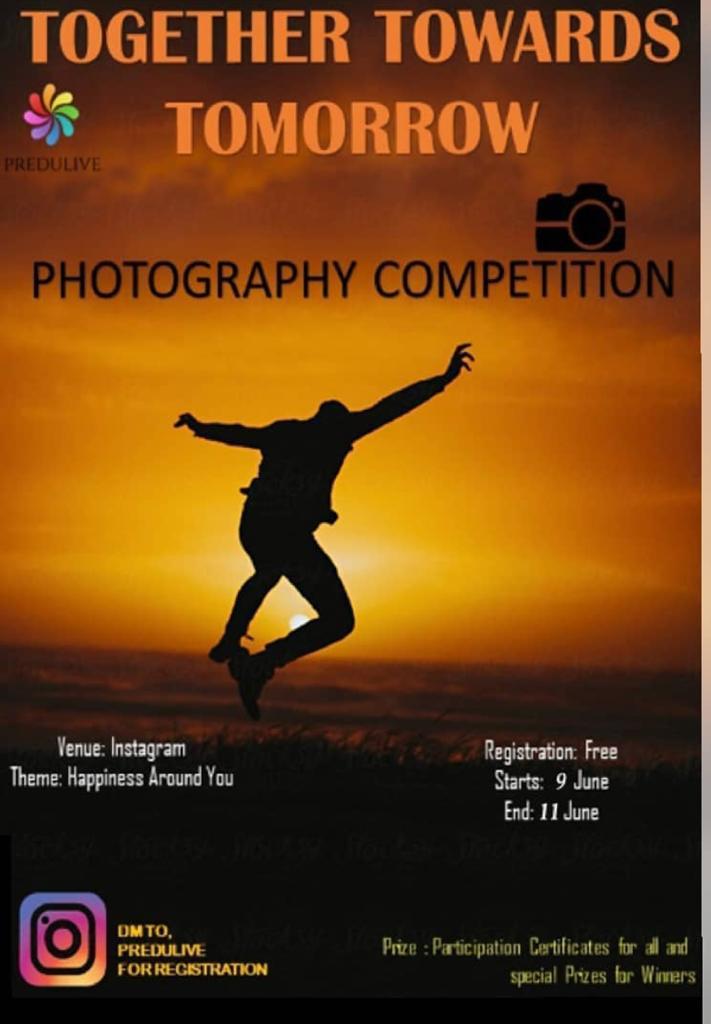 TOGETHER TOWARDS
TOMORROW
PREDULIVE
PHOTOGRAPHY COMPETITION
Venue: Instagram
Theme: Happiness Around You
Registration: Free
Starts: 9 June
End: 11 June
DM TO,
PREDULIVE
FOR REGISTRATION
Prize : Participation Certificates for all and
special Prizes for Winners